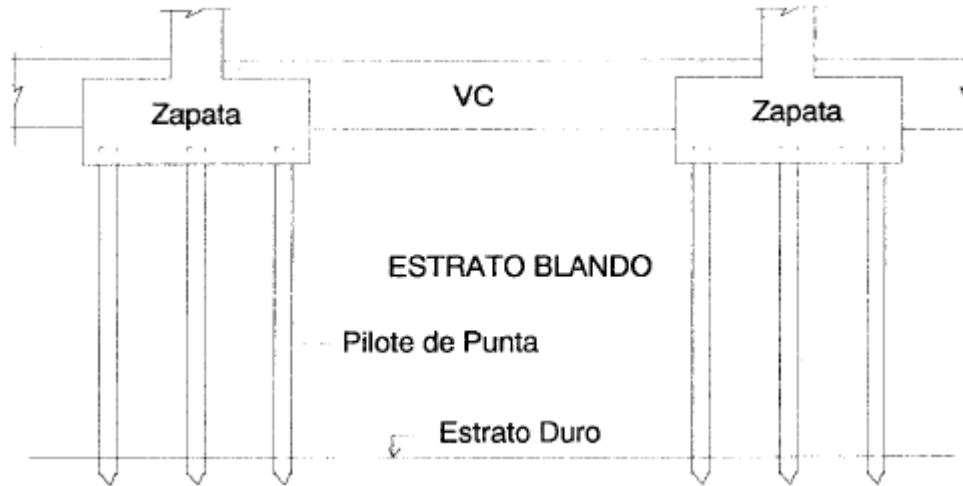 Zapata
VC
Zapata
ESTRATO BLANDO
Pilote de Punta
Estrato Duro